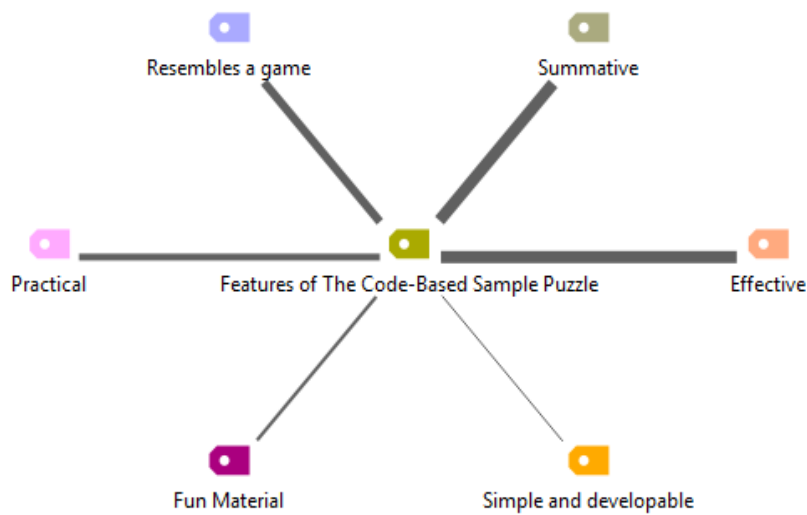 Resembles a game
Summative
Practical
Features of The Code-Based Sample Puzzle
Effective
Fun Material
Simple and developable